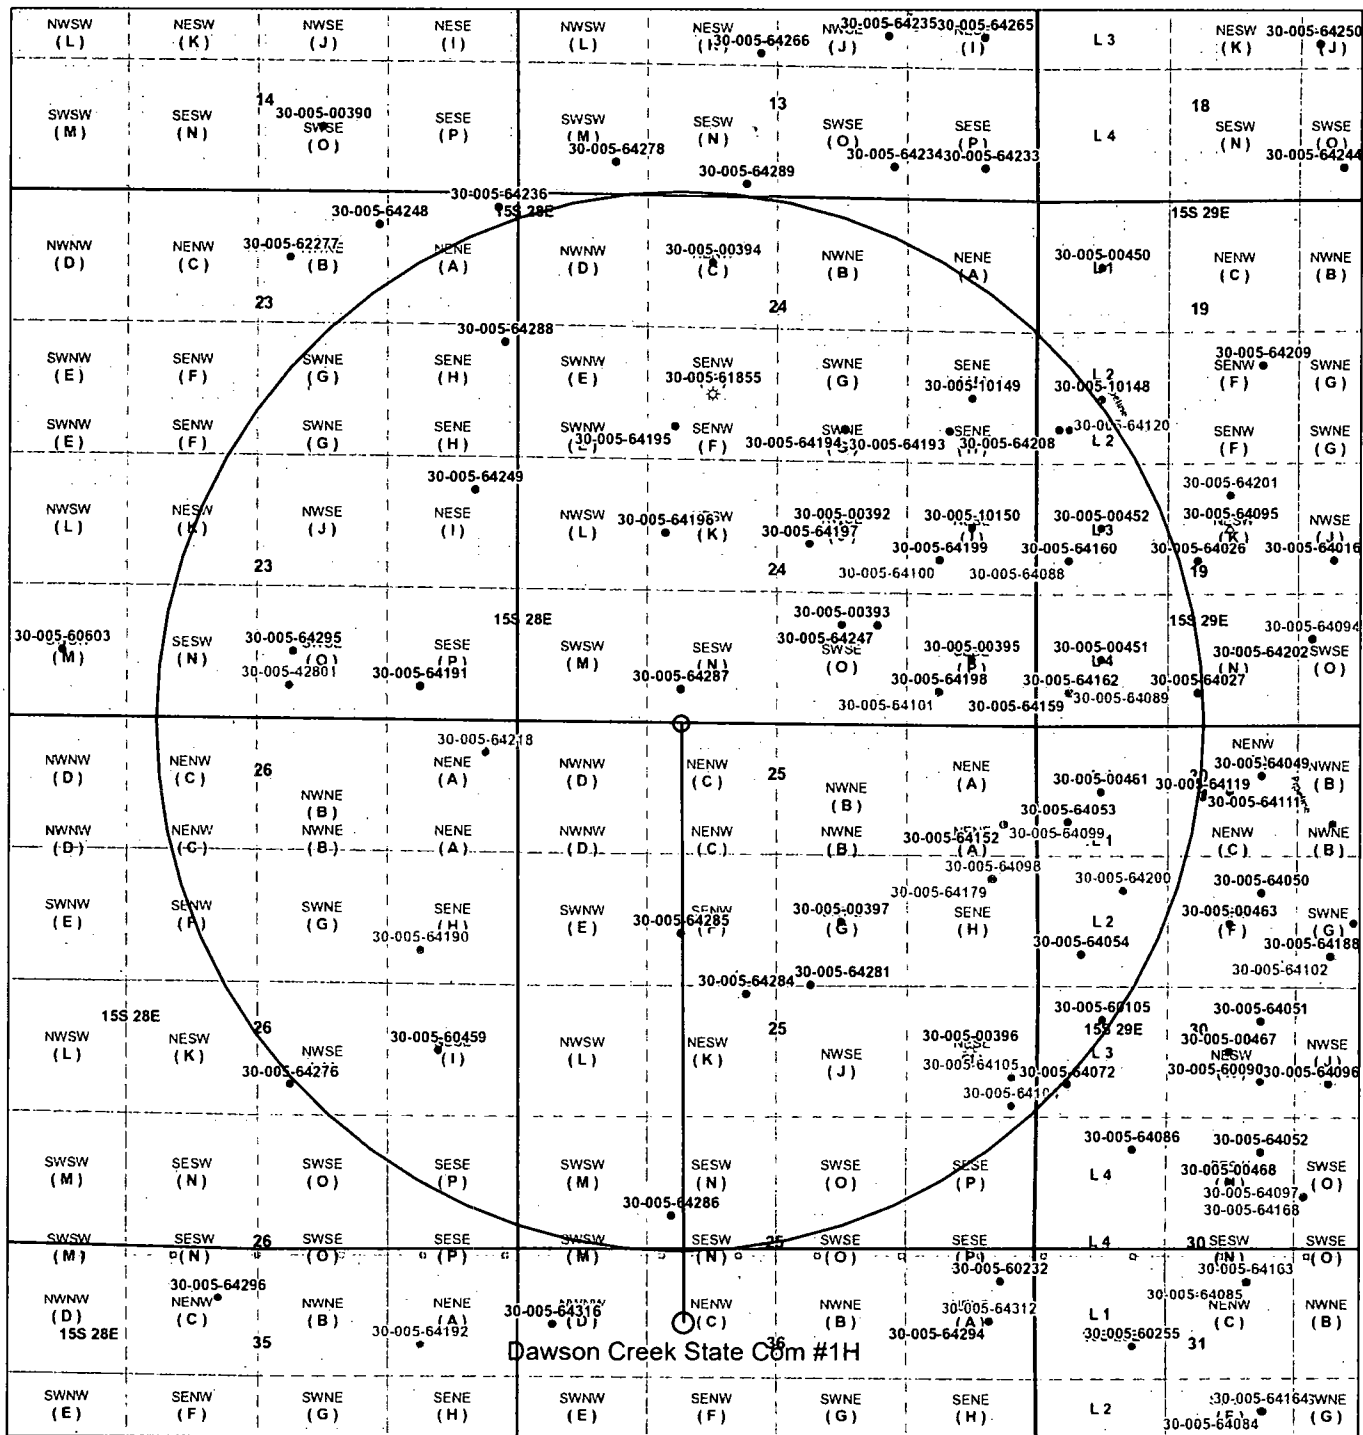 NWSW NESW NWSE NESE NWSW NESW NWSE NESE L 3 NESW
(L) (K) (J) (I) (L) (J) (I) (K) (J)
30-005-64235 30-005-64265 30-005-64250
30-005-64266
14 13 18
30-005-00390
SWSW SESW SWSE SESE SWSW SESW SWSE SESE L 4 SESW SWSE
(M) (N) (O) (P) (M) (N) (O) (P) (N) (O)
30-005-64278 30-005-64234 30-005-64233 30-005-64244
30-005-64289
30-005-64236
15S 28E 15S 29E
30-005-64248
30-005-62277 30-005-00394 30-005-00450
NWNW NENW NENE NWNW NWNE NENE NENW NWNE
(D) (C) (B) (A) (D) (C) (B) (A) L 1 (C) (B)
23 24 19
30-005-64288
30-005-64209
SWNW SENW SWNE SENE SWNW SENW SWNE SENE L 2 SENW SWNE
(E) (F) (G) (H) (E) (G) (F) (G)
30-005-61855 30-005-10149 30-005-10148
30-005-64120
SWNW SENW SWNE SENE SWNW SENW SWNE SENE L 2 SENW SWNE
(E) (F) (G) (H) (F) (F) (G)
30-005-64195 30-005-64194 30-005-64193 30-005-64208
30-005-64249
30-005-64201
NWSW NESW NWSE NESE NWSW NESW L 3 NESW NWSE
(L) (K) (J) (I) (L) (K) (I) (K) (J)
30-005-64196 30-005-00392 30-005-10150 30-005-00452 30-005-64095
30-005-64197
30-005-64199 30-005-64160 30-005-64026 30-005-64016
23 24 30-005-64100 30-005-64088 19
15S 28E 30-005-00393 15S 29E
30-005-64094
30-005-60603 30-005-64295 30-005-64247 30-005-00395 30-005-00451 30-005-64202
SESW SESE SWSW SESW SWSE SWSE
(M) (N) (O) (P) (M) (N) (O) (P) L4 (N) (O)
30-005-42801 30-005-64191 30-005-64287 30-005-64198 30-005-64162 30-005-64027
30-005-64101 30-005-64159 30-005-64089
30-005-64218
NWNW NENW 26 NENE NWNW NENW 25 NENE NENW NWNE
(D) (C) (A) (D) (C) (A) (B)
30-005-64049
30-005-00461 30-005-64119
NWNE NWNE 30-005-64111
(B) (B)
30-005-64053
NWNW NENW NWNE NENE NWNW NENW NWNE NENE L 1 NENW NWNE
(D) (C) (B) (A) (D) (C) (B) (A) (C) (B)
30-005-64152 30-005-64099
30-005-64098
30-005-64179 30-005-64200 30-005-64050
SWNW SENW SWNE SENE SWNW SENW SENE L 2 SWNE
(E) (F) (G) (H) (E) (G) (H) (F) (G)
30-005-64285 30-005-00397 30-005-00463
30-005-64190 30-005-64054 30-005-64188
30-005-64102
30-005-64284 30-005-64281
15S 28E 30-005-60105 30-005-64051
26 25 15S 29E 30
NWSW NESW NWSE 30-005-60459 NWSW NESW NWSE 30-005-00396 L 3 30-005-00467 NWSE
(L) (K) (I) (L) (K) (J) NESW (J)
30-005-64276 30-005-64105 30-005-64072 30-005-60090 30-005-64096
30-005-6410
30-005-64086 30-005-64052
SWSW SESW SWSE SESE SWSW SESW SWSE SESE L 4 30-005-00468 SWSE
(M) (N) (O) (P) (M) (N) (O) (P) (N) (O)
30-005-64286 30-005-64097
30-005-64168
SWSW SESW 26 SWSE SESE SWSW SESW 25 SWSE SESE L 4 30 SESW SWSE
(M) (N) (O) (P) (M) (N) (O) (P) (N) (O)
30-005-60232 30-005-64163
30-005-64296 30-005-64085
NWNW NENW NWNE NENE 30-005-64316 NENW NWNE 30-005-64312 L 1 NENW NWNE
(D) (C) (B) (A) (D) (C) (B) (A) (C) (B)
15S 28E 30-005-64192 30-005-64294 30-005-60255
35 36 31
Dawson Creek State Com #1H
SWNW SENW SWNE SENE SWNW SENW SWNE SENE L 2 30-005-64164 SWNE
(E) (F) (G) (H) (E) (F) (G) (H) (F) (G)
30-005-64084